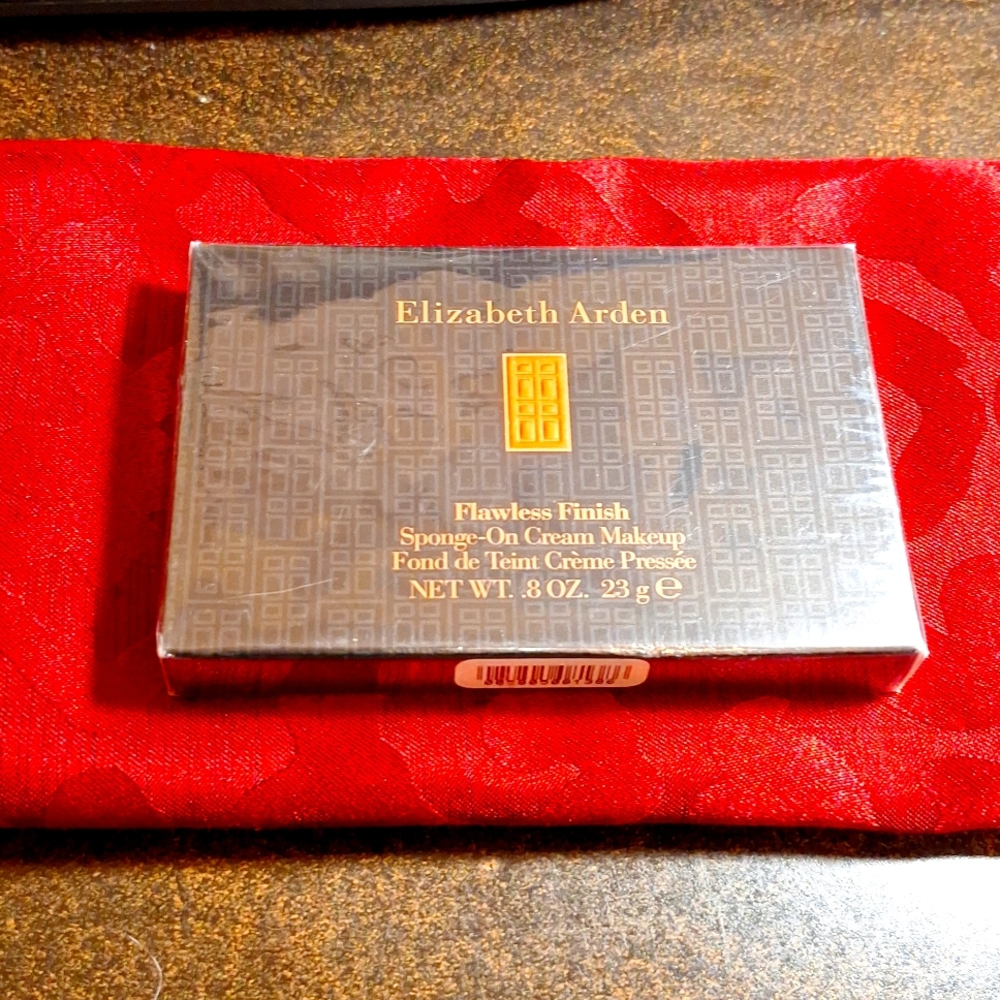 Elizabeth Arden
Flawless Finish
Sponge-On Cream Makeup
Fond de Teint Crème Pressée
NET WT. .8 OZ. 23 g ℮